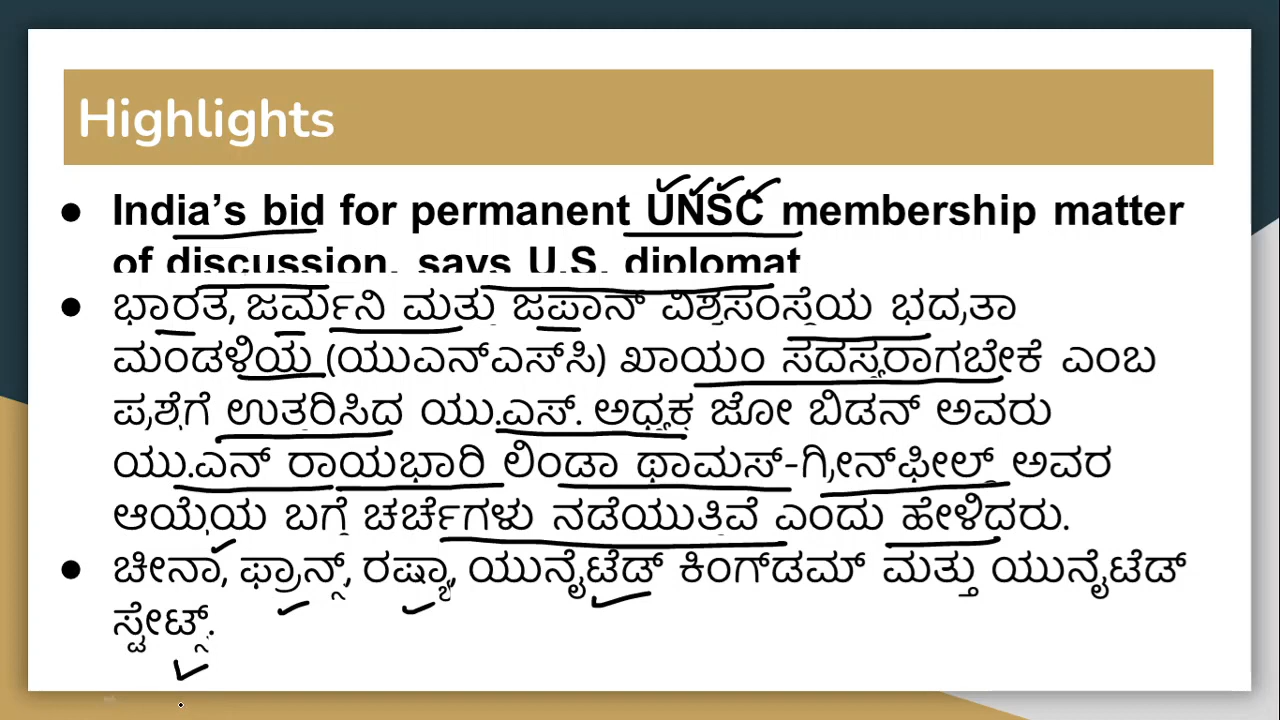 Highlights
● India’s bid for permanent UNSC membership matter
of discussion, says U.S. diplomat
● ಭಾರತ, ಜರ್ಮನಿ ಮತ್ತು ಜಪಾನ್ ವಿಶ್ವಸಂಸ್ಥೆಯ ಭದ್ರತಾ
ಮಂಡಳಿಯ (ಯುಎನ್‌ಎಸ್‌ಸಿ) ಖಾಯಂ ಸದಸ್ಯರಾಗಬೇಕೆ ಎಂಬ
ಪ್ರಶ್ನೆಗೆ ಉತ್ತರಿಸಿದ ಯು.ಎಸ್. ಅಧ್ಯಕ್ಷ ಜೋ ಬಿಡನ್ ಅವರು
ಯು.ಎನ್ ರಾಯಭಾರಿ ಲಿಂಡಾ ಥಾಮಸ್-ಗ್ರೀನ್‌ಫೀಲ್ಡ್ ಅವರ
ಆಯ್ಕೆಯ ಬಗ್ಗೆ ಚರ್ಚೆಗಳು ನಡೆಯುತ್ತಿವೆ ಎಂದು ಹೇಳಿದರು.
● ಚೀನಾ, ಫ್ರಾನ್ಸ್, ರಷ್ಯಾ, ಯುನೈಟೆಡ್ ಕಿಂಗ್‌ಡಮ್ ಮತ್ತು ಯುನೈಟೆಡ್
ಸ್ಟೇಟ್ಸ್.